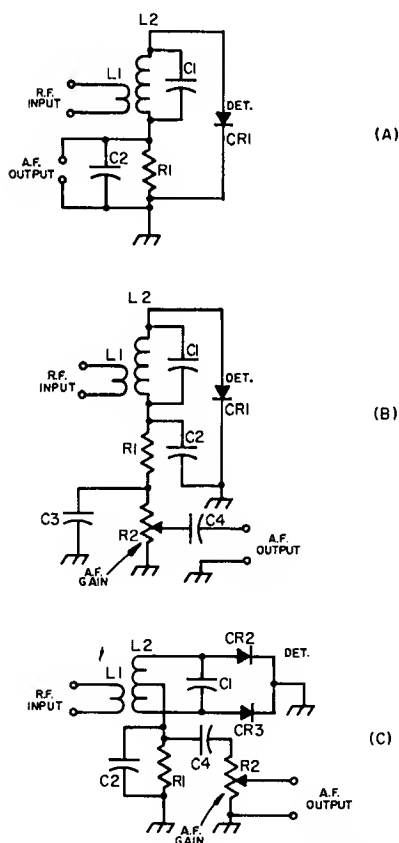 L2
L1
C1
R.F.
INPUT
DET.
CR1
(A)
A.F.
OUTPUT
C2
R1
L2
L1
C1
R.F.
INPUT
DET.
CR1
(B)
R1
C2
C3
R2
C4
A.F.
OUTPUT
A.F.
GAIN
L2
CR2
DET.
L1
R.F.
INPUT
C1
CR3
(C)
C4
C2
R1
R2
A.F.
OUTPUT
A.F.
GAIN